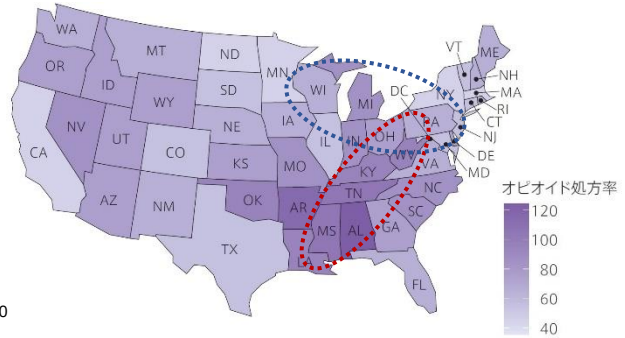 WA
MT
ND
MN
VT
ME
OR
ID
SD
WI
MI
DC
NY
NH
MA
RI
CT
WY
NE
IA
PA
NJ
NV
UT
CO
IL
IN
OH
DE
MD
CA
KS
MO
KY
WV
VA
AZ
NM
OK
AR
TN
NC
SC
TX
MS
AL
GA
LA
FL
オピオイド処方率
120
100
80
60
40
0